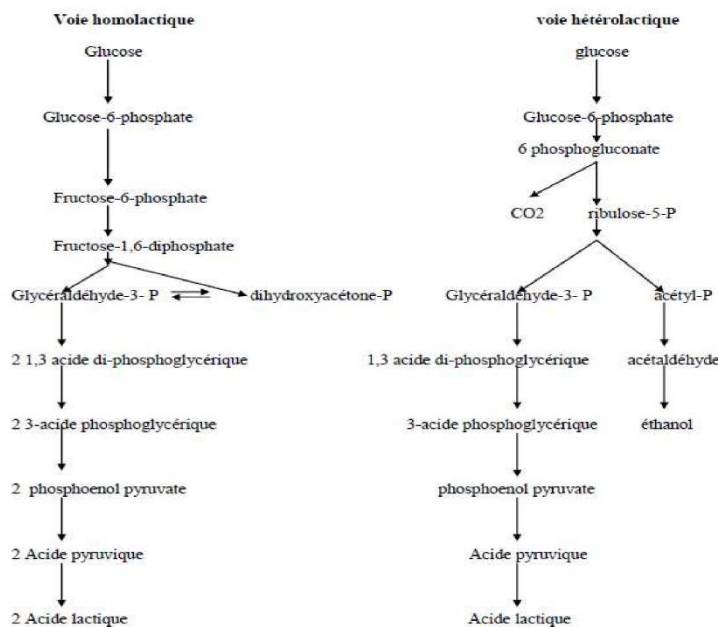 Voie homolactique
Glucose
Glucose-6-phosphate
Fructose-6-phosphate
Fructose-1,6-diphosphate
Glycéraldéhyde-3- P
dihydroxyacétone-P
2 1,3 acide di-phosphoglycérique
2 3-acide phosphoglycérique
2 phosphoenol pyruvate
2 Acide pyruvique
2 Acide lactique
voie hétérolactique
glucose
Glucose-6-phosphate
6 phosphogluconate
CO2
ribulose-5-P
Glycéraldéhyde-3- P
acétyl-P
1,3 acide di-phosphoglycérique
acétaldéhyde
3-acide phosphoglycérique
éthanol
phosphoenol pyruvate
Acide pyruvique
Acide lactique